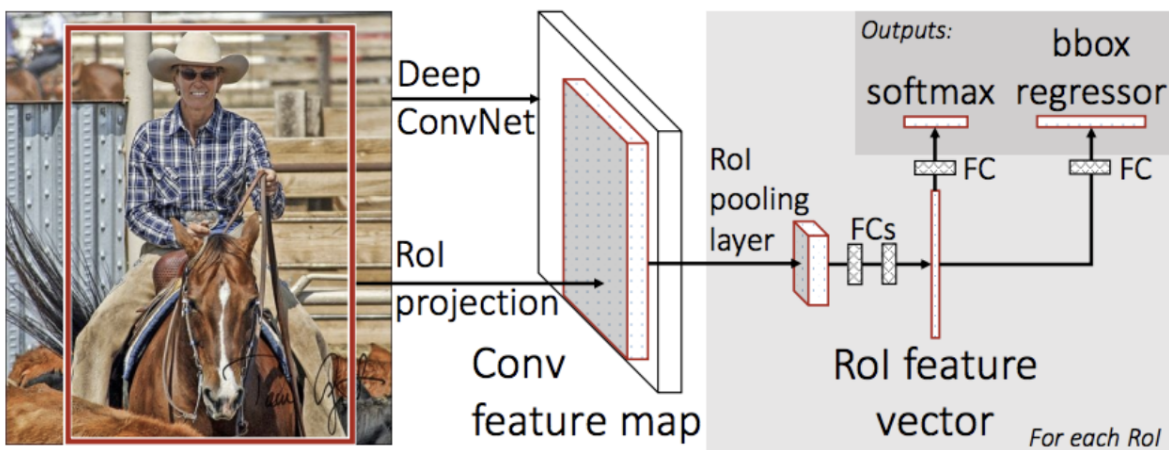 Deep
ConvNet
RoI
projection
Conv
feature map
RoI
pooling
layer
FCs
RoI feature
vector
For each RoI
Outputs:
softmax
bbox
regressor
FC
FC